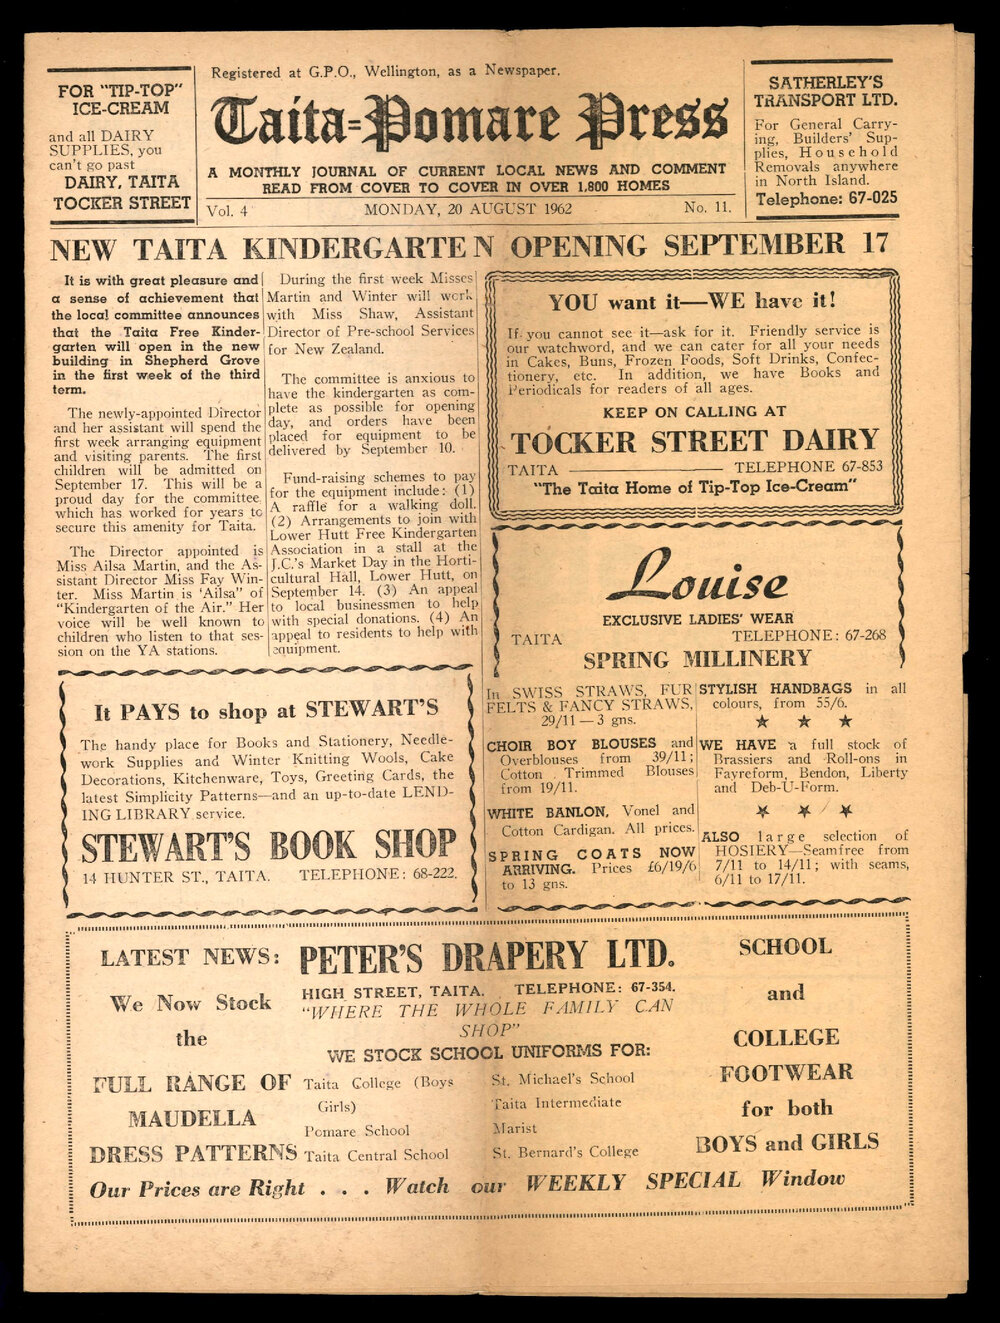 FOR "TIP-TOP"
ICE-CREAM
and all DAIRY
SUPPLIES, you
can't go past
DAIRY, TAITA
TOCKER STREET
Registered at G.P.O., Wellington, as a Newspaper.
Taita=Pomare Press
A MONTHLY JOURNAL OF CURRENT LOCAL NEWS AND COMMENT
READ FROM COVER TO COVER IN OVER 1,800 HOMES
Vol. 4 MONDAY, 20 AUGUST 1962 No. 11.
SATHERLEY'S
TRANSPORT LTD.
For General Carry-
ing, Builders' Sup-
plies, Household
Removals anywhere
in North Island.
Telephone: 67-025
NEW TAITA KINDERGARTEN OPENING SEPTEMBER 17
It is with great pleasure and
a sense of achievement that
the local committee announces
that the Taita Free Kinder-
garten will open in the new
building in Shepherd Grove
in the first week of the third
term.
The newly-appointed Director
and her assistant will spend the
first week arranging equipment
and visiting parents. The first
children will be admitted on
September 17. This will be a
proud day for the committee
which has worked for years to
secure this amenity for Taita.
The Director appointed is
Miss Ailsa Martin, and the As-
sistant Director Miss Fay Win-
ter. Miss Martin is 'Ailsa" of
"Kindergarten of the Air." Her
voice will be well known to
children who listen to that ses-
sion on the YA stations.
During the first week Misses
Martin and Winter will work
with Miss Shaw, Assistant
Director of Pre-school Services
for New Zealand.
The committee is anxious to
have the kindergarten as com-
plete as possible for opening
day, and orders have been
placed for equipment to be
delivered by September 10.
Fund-raising schemes to pay
for the equipment include: (1)
A raffle for a walking doll.
(2) Arrangements to join with
Lower Hutt Free Kindergarten
Association in a stall at the
J.C.'s Market Day in the Horti-
cultural Hall, Lower Hutt, on
September 14. (3) An appeal
to local businessmen to help
with special donations. (4) An
appeal to residents to help with
equipment.
YOU want it—WE have it!
If you cannot see it—ask for it. Friendly service is
our watchword, and we can cater for all your needs
in Cakes, Buns, Frozen Foods, Soft Drinks, Confec-
tionery, etc. In addition, we have Books and
Periodicals for readers of all ages.
KEEP ON CALLING AT
TOCKER STREET DAIRY
TAITA ——— TELEPHONE 67-853
"The Taita Home of Tip-Top Ice-Cream"
Louise
EXCLUSIVE LADIES' WEAR
TAITA TELEPHONE: 67-268
SPRING MILLINERY
In SWISS STRAWS, FUR
FELTS & FANCY STRAWS,
29/11 — 3 gns.
CHOIR BOY BLOUSES and
Overblouses from 39/11;
Cotton Trimmed Blouses
from 19/11.
WHITE BANLON, Vonel and
Cotton Cardigan. All prices.
SPRING COATS NOW
ARRIVING. Prices £6/19/6
to 13 gns.
STYLISH HANDBAGS in all
colours, from 55/6.
★ ★ ★
WE HAVE a full stock of
Brassiers and Roll-ons in
Fayreform, Bendon, Liberty
and Deb-U-Form.
★ ★ ★
ALSO large selection of
HOSIERY—Seamfree from
7/11 to 14/11; with seams,
6/11 to 17/11.
It PAYS to shop at STEWART'S
The handy place for Books and Stationery, Needle-
work Supplies and Winter Knitting Wools, Cake
Decorations, Kitchenware, Toys, Greeting Cards, the
latest Simplicity Patterns—and an up-to-date LEND-
ING LIBRARY service.
STEWART'S BOOK SHOP
14 HUNTER ST., TAITA. TELEPHONE: 68-222.
LATEST NEWS:
We Now Stock
the
FULL RANGE OF
MAUDELLA
DRESS PATTERNS
PETER'S DRAPERY LTD.
HIGH STREET, TAITA. TELEPHONE: 67-354.
"WHERE THE WHOLE FAMILY CAN
SHOP"
WE STOCK SCHOOL UNIFORMS FOR:
Taita College (Boys
Girls)
Pomare School
Taita Central School
St. Michael's School
Taita Intermediate
Marist
St. Bernard's College
SCHOOL
and
COLLEGE
FOOTWEAR
for both
BOYS and GIRLS
Our Prices are Right . . . Watch our WEEKLY SPECIAL Window